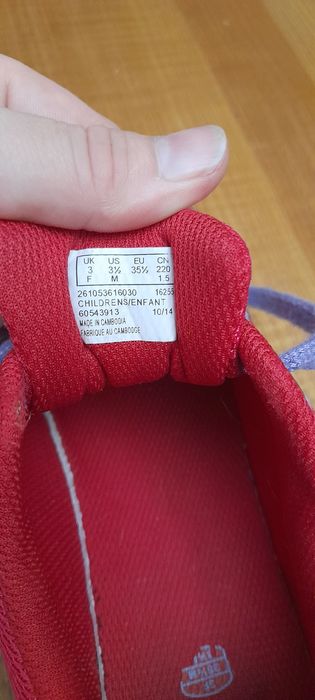 UK US EU CN
3 3½ 35½ 220
F M 1.5
261053616030 16255
CHILDRENS/ENFANT
60543913 10/14
MADE IN CAMBODIA
FABRIQUE AU CAMBODGE